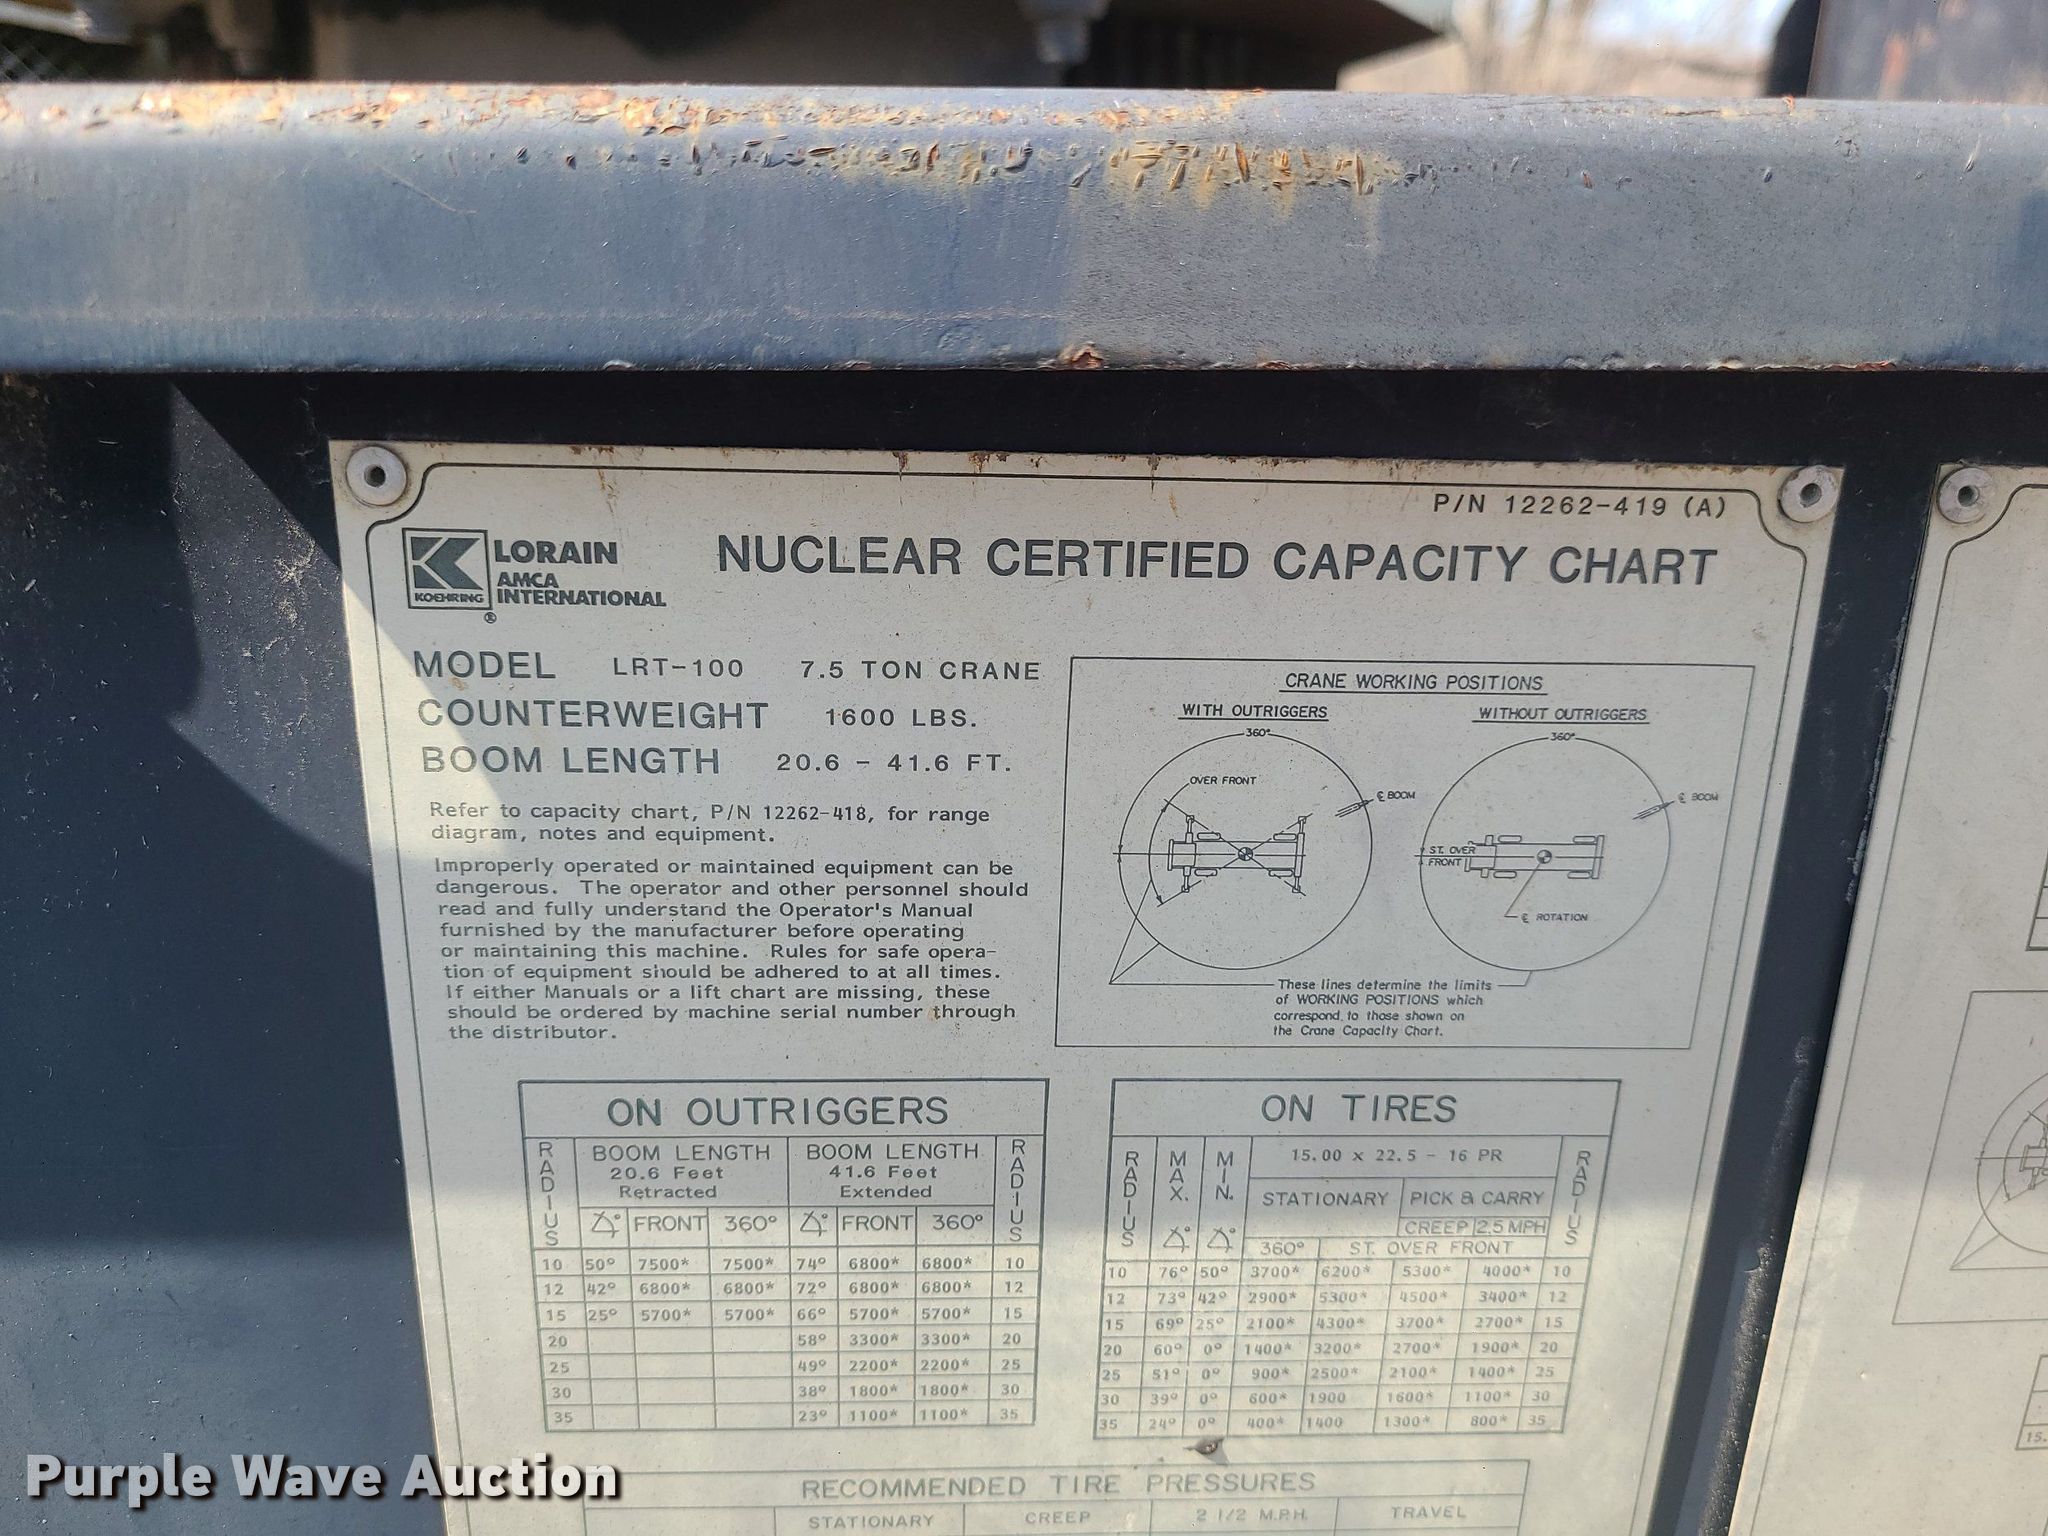 P/N 12262-419 (A)
LORAIN
AMCA
INTERNATIONAL
KOEHRING
®
NUCLEAR CERTIFIED CAPACITY CHART
MODEL LRT-100 7.5 TON CRANE
COUNTERWEIGHT 1600 LBS.
BOOM LENGTH 20.6 - 41.6 FT.
Refer to capacity chart, P/N 12262-418, for range
diagram, notes and equipment.
Improperly operated or maintained equipment can be
dangerous. The operator and other personnel should
read and fully understand the Operator's Manual
furnished by the manufacturer before operating
or maintaining this machine. Rules for safe opera-
tion of equipment should be adhered to at all times.
If either Manuals or a lift chart are missing, these
should be ordered by machine serial number through
the distributor.
CRANE WORKING POSITIONS
WITH OUTRIGGERS WITHOUT OUTRIGGERS
360° 360°
OVER FRONT
℄ BOOM ℄ BOOM
ST. OVER
FRONT
℄ ROTATION
These lines determine the limits
of WORKING POSITIONS which
correspond to those shown on
the Crane Capacity Chart.
ON OUTRIGGERS
RADIUS BOOM LENGTH BOOM LENGTH RADIUS
20.6 Feet 41.6 Feet
Retracted Extended
FRONT 360° FRONT 360°
10 50° 7500* 7500* 74° 6800* 6800* 10
12 42° 6800* 6800* 72° 6800* 6800* 12
15 25° 5700* 5700* 66° 5700* 5700* 15
20 58° 3300* 3300* 20
25 49° 2200* 2200* 25
30 38° 1800* 1800* 30
35 23° 1100* 1100* 35
ON TIRES
RADIUS MAX. MIN. 15.00 x 22.5 - 16 PR RADIUS
STATIONARY PICK & CARRY
CREEP 2.5 MPH
360° ST. OVER FRONT
10 76° 50° 3700* 6200* 5300* 4000* 10
12 73° 42° 2900* 5300* 4500* 3400* 12
15 69° 25° 2100* 4300* 3700* 2700* 15
20 60° 0° 1400* 3200* 2700* 1900* 20
25 51° 0° 900* 2500* 2100* 1400* 25
30 39° 0° 600* 1900 1600* 1100* 30
35 24° 0° 400* 1400 1300* 800* 35
RECOMMENDED TIRE PRESSURES
STATIONARY CREEP 2 1/2 M.P.H. TRAVEL
15.
Purple Wave Auction